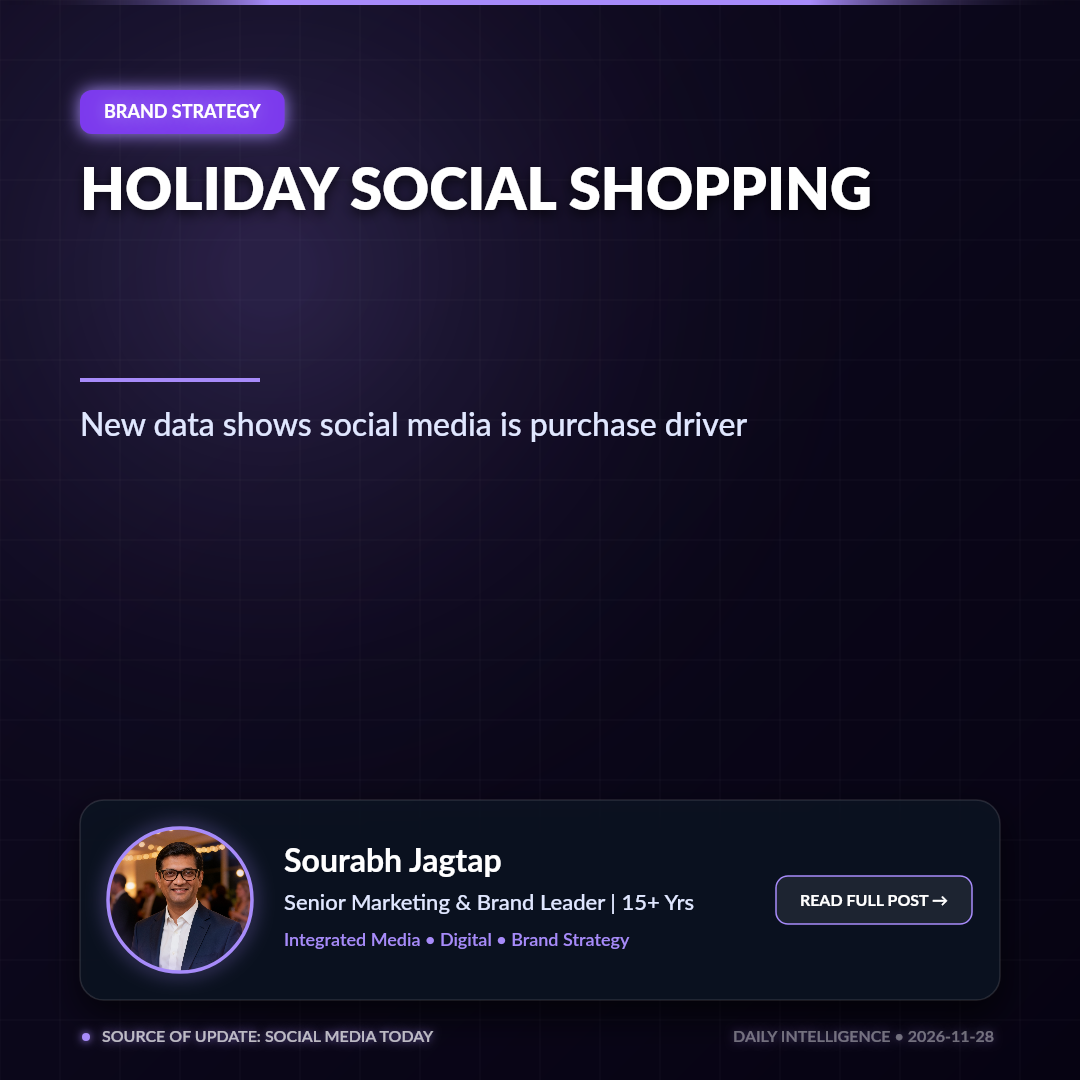 BRAND STRATEGY
HOLIDAY SOCIAL SHOPPING
New data shows social media is purchase driver
Sourabh Jagtap
Senior Marketing & Brand Leader | 15+ Yrs
Integrated Media • Digital • Brand Strategy
READ FULL POST →
SOURCE OF UPDATE: SOCIAL MEDIA TODAY
DAILY INTELLIGENCE • 2026-11-28